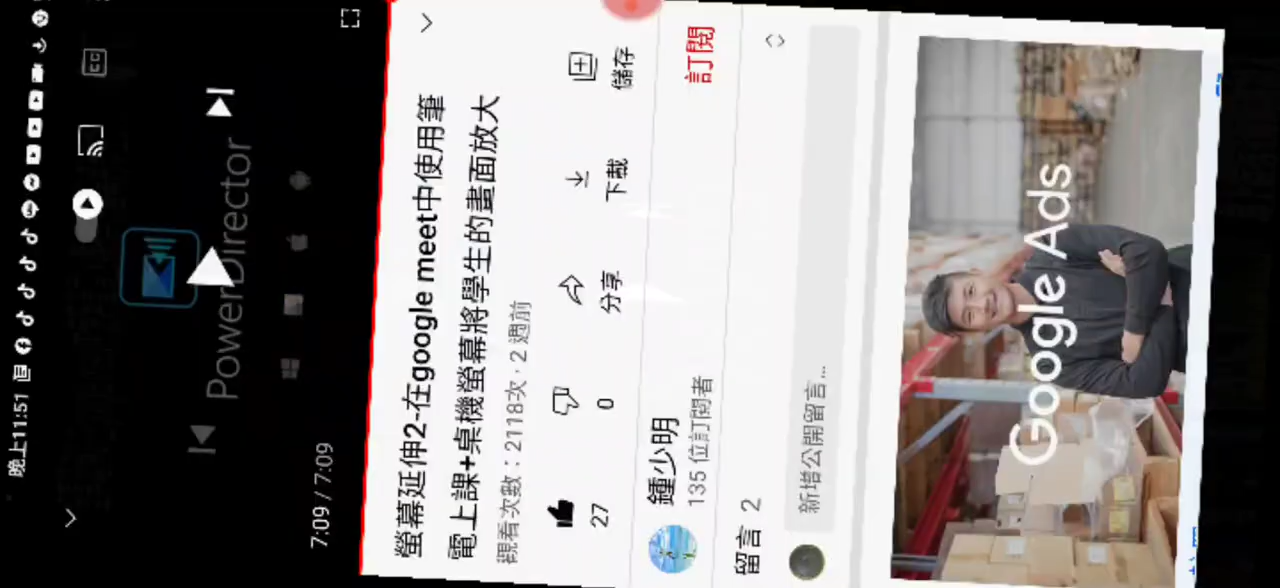 晚上11:51
PowerDirector
7:09 / 7:09
螢幕延伸2-在google meet中使用筆
電上課+桌機螢幕將學生的畫面放大
觀看次數：2118次 · 2 週前
27
0
分享
下載
儲存
鍾少明
135 位訂閱者
訂閱
留言 2
新增公開留言...
Google Ads